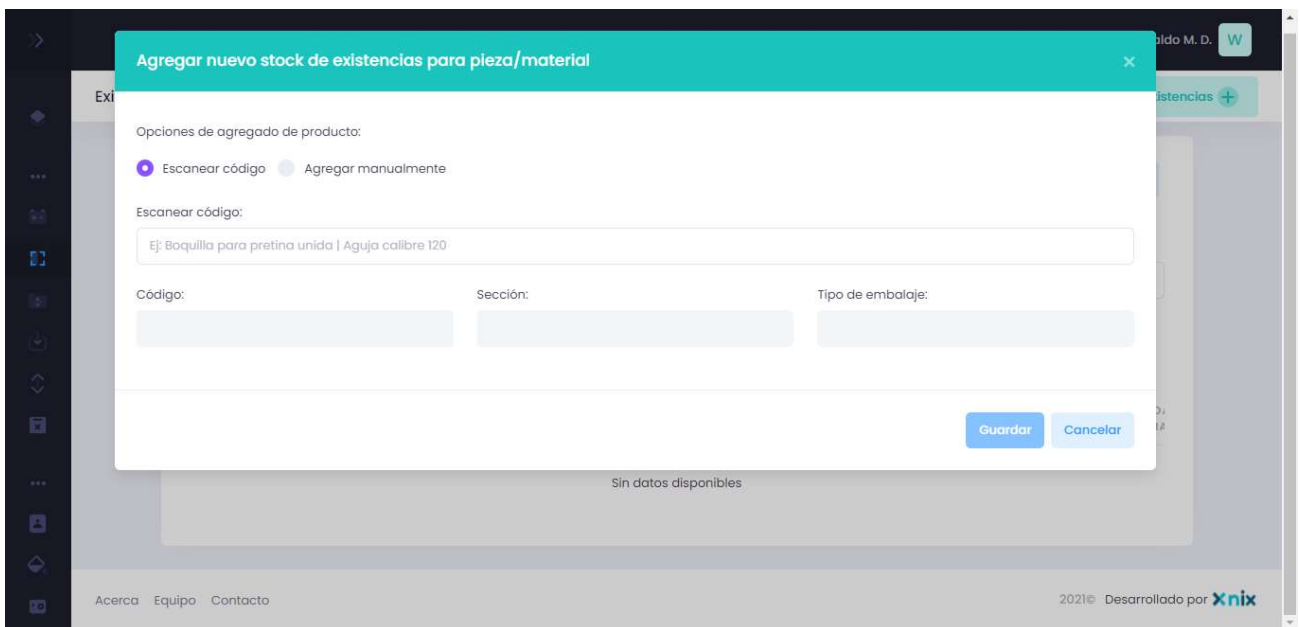 aldo M. D. W
Agregar nuevo stock de existencias para pieza/material
Exi
istencias
Opciones de agregado de producto:
Escanear código Agregar manualmente
Escanear código:
Ej: Boquilla para pretina unida | Aguja calibre 120
Código: Sección: Tipo de embalaje:
Guardar Cancelar
Sin datos disponibles
Acerca Equipo Contacto 2021© Desarrollado por Xnix